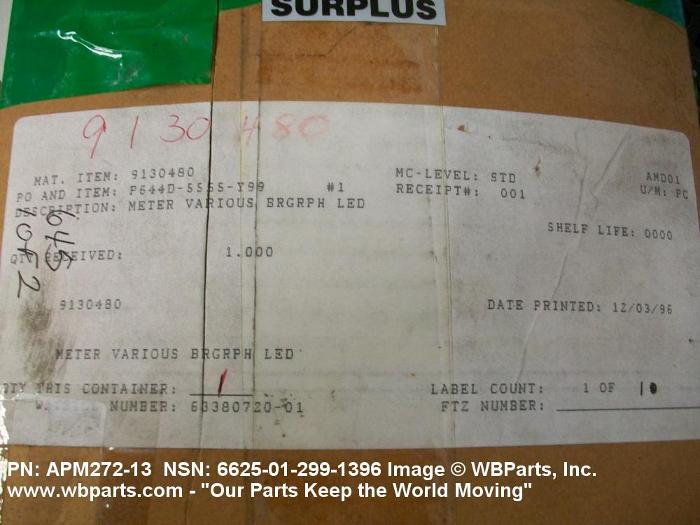 SURPLUS
9130480
MAT. ITEM: 9130480 MC-LEVEL: STD AMD01
PO AND ITEM: P644D-5555-Y99 #1 RECEIPT#: 001 U/M: PC
DESCRIPTION: METER VARIOUS BRGRPH LED
SHELF LIFE: 0000
QTY RECEIVED: 1.000
9130480 DATE PRINTED: 12/03/96
METER VARIOUS BRGRPH LED
QTY THIS CONTAINER: 1 LABEL COUNT: 1 OF 10
NUMBER: 63380720-01 FTZ NUMBER:
PN: APM272-13 NSN: 6625-01-299-1396 Image © WBParts, Inc.
www.wbparts.com - "Our Parts Keep the World Moving"